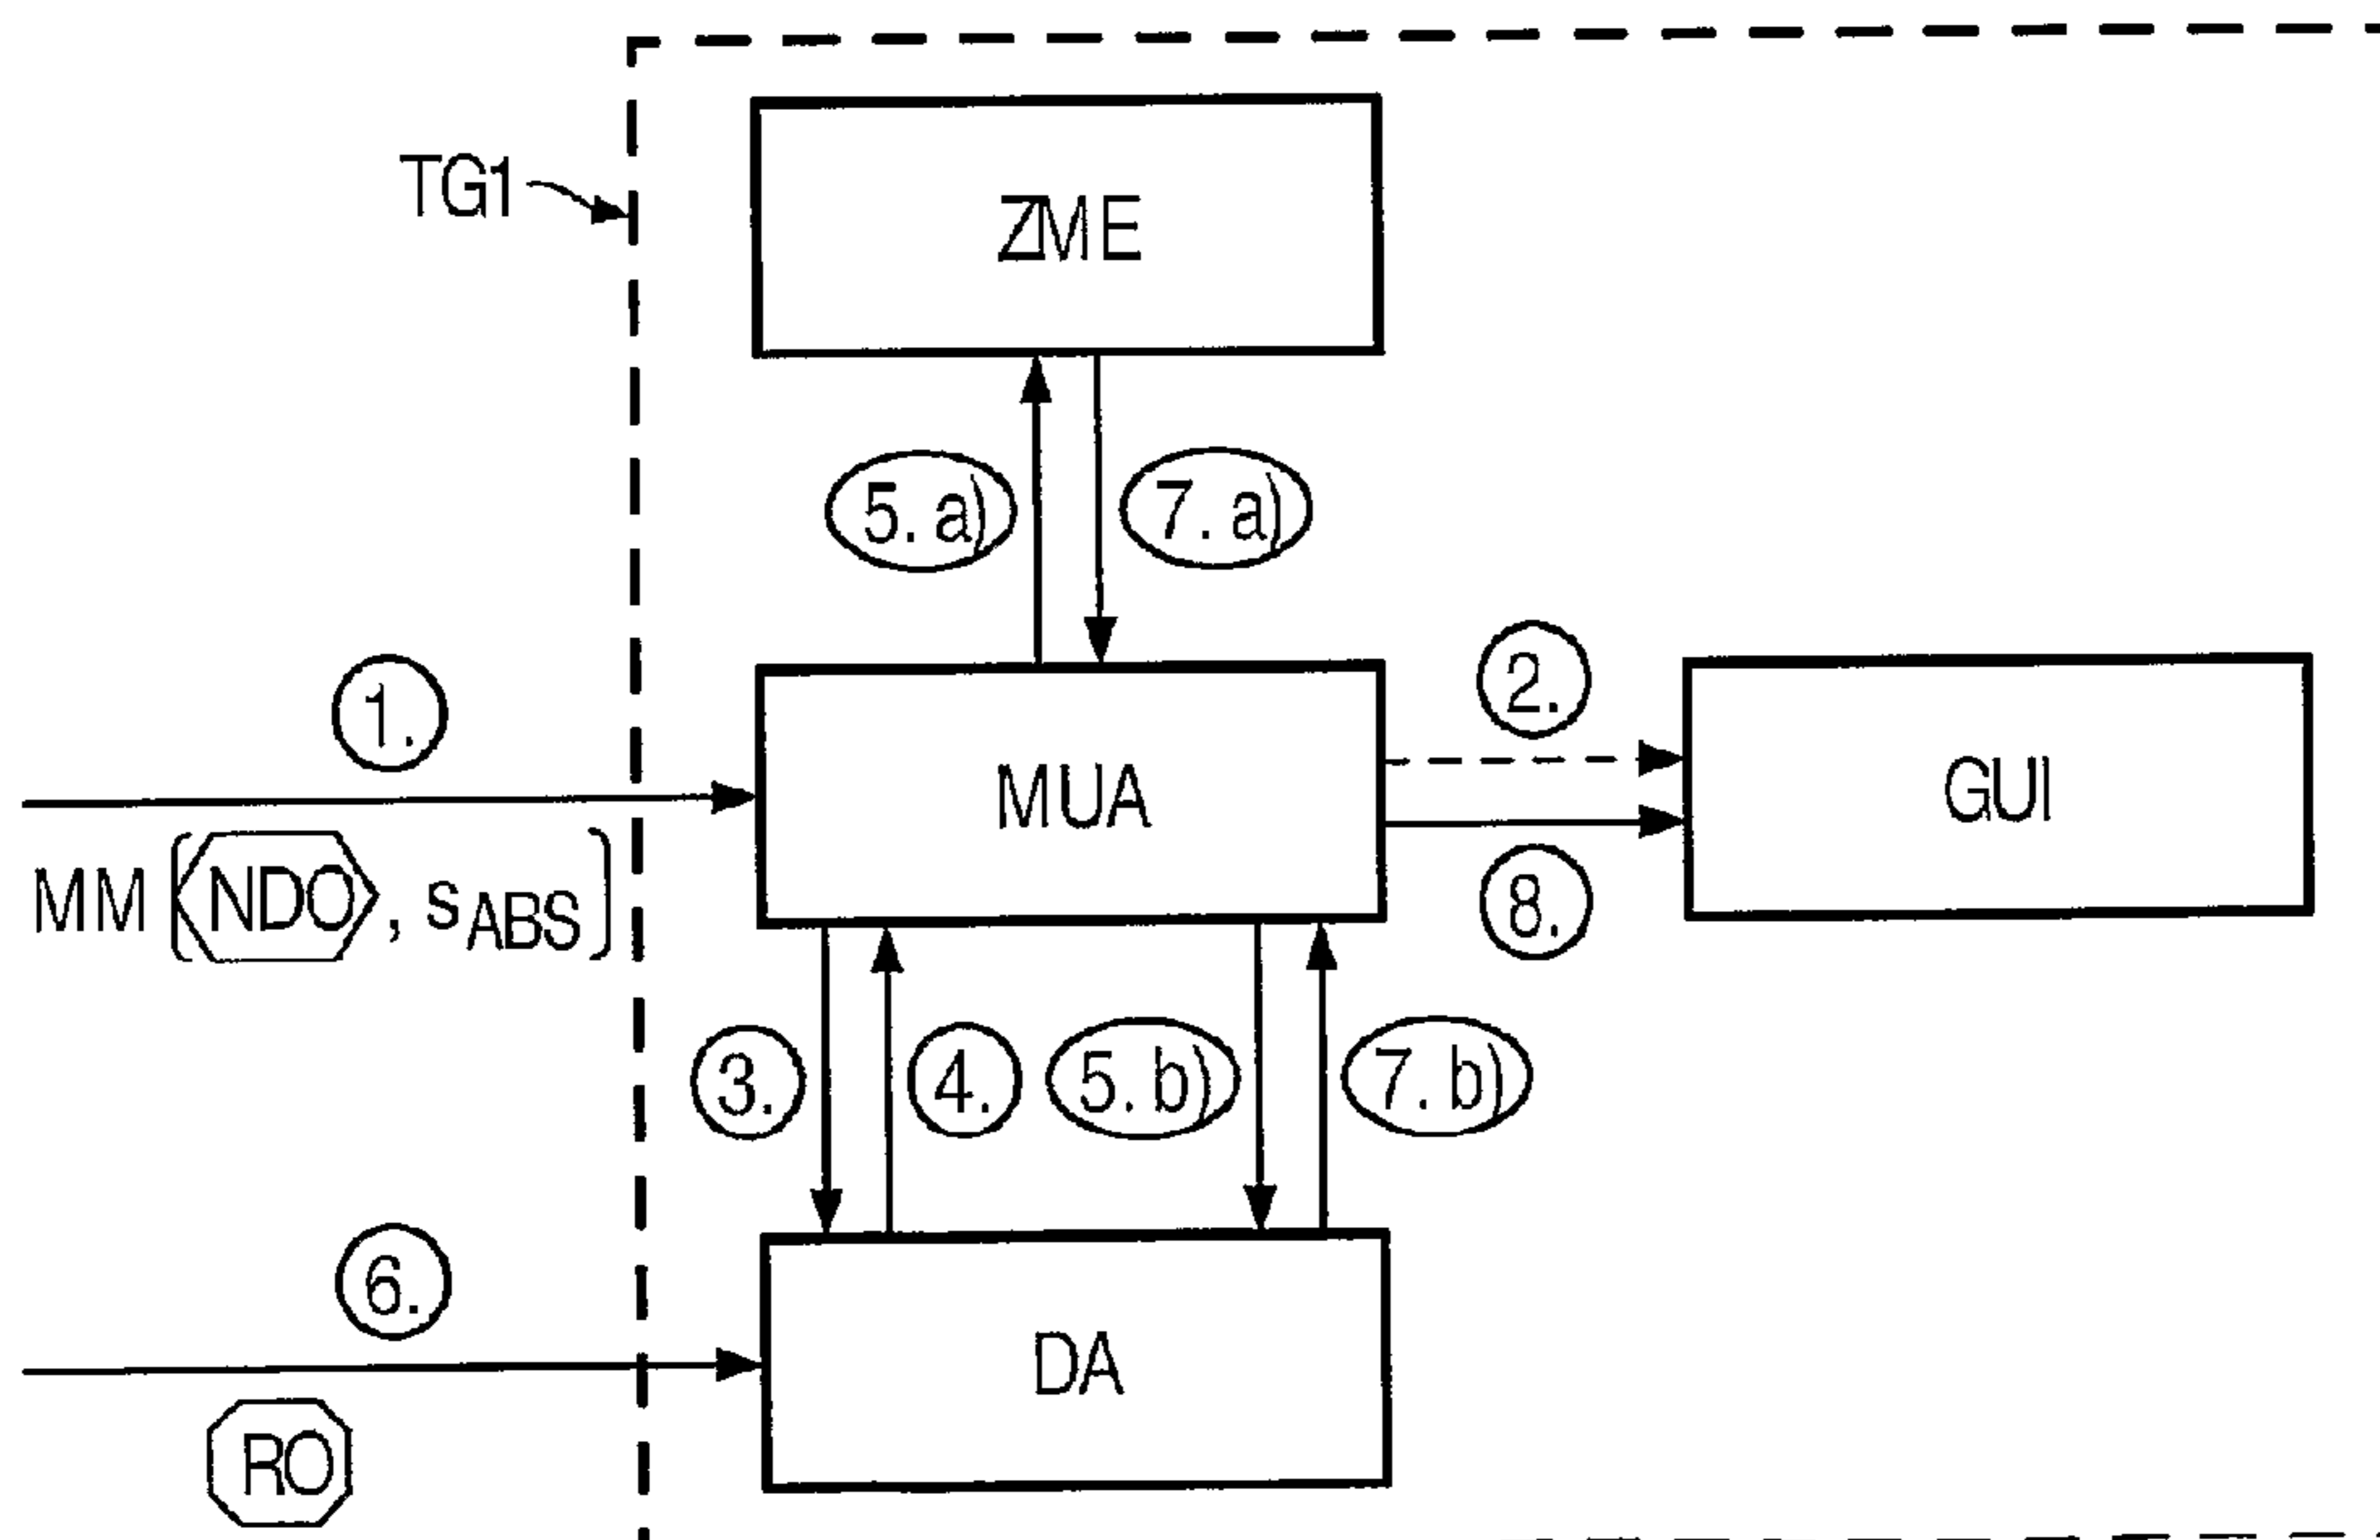 TG1
ZME
5.a)
7.a)
1.
2.
MUA
GUI
MM (NDO, sABS)
8.
3.
4.
5.b)
7.b)
6.
DA
RO